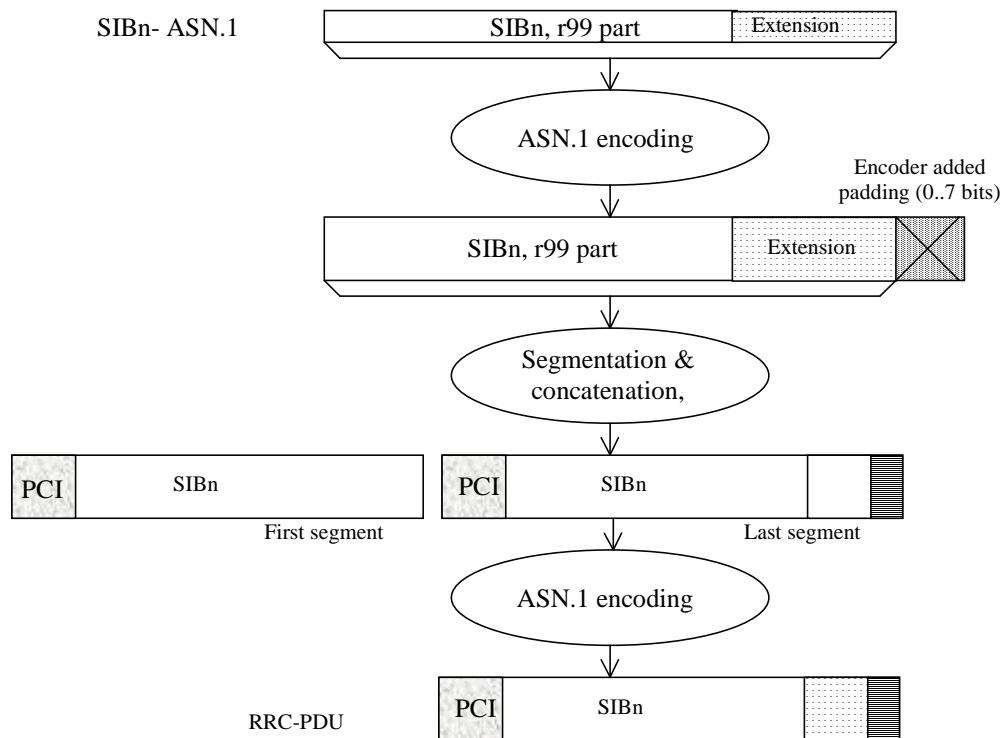 SIBn- ASN.1
SIBn, r99 part
Extension
ASN.1 encoding
Encoder added
padding (0..7 bits)
SIBn, r99 part
Extension
Segmentation &
concatenation,
PCI
SIBn
PCI
SIBn
First segment
Last segment
ASN.1 encoding
RRC-PDU
PCI
SIBn